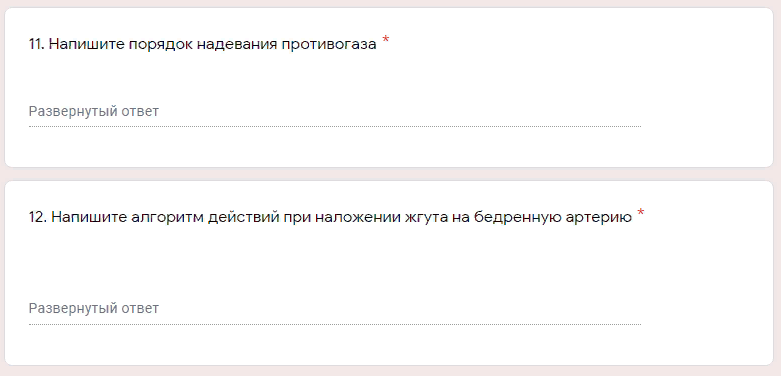 11. Напишите порядок надевания противогаза *
Развернутый ответ
12. Напишите алгоритм действий при наложении жгута на бедренную артерию *
Развернутый ответ